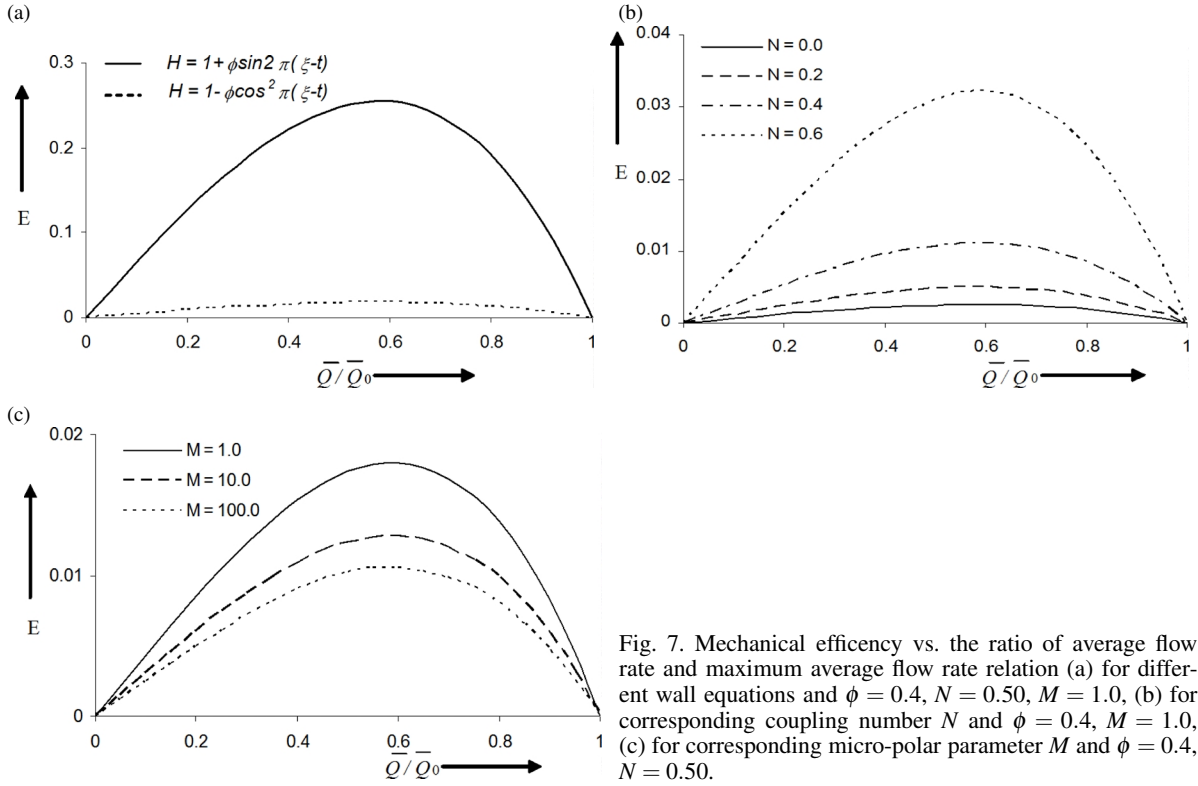 (a)
0.3
0.2
0.1
0
E
H = 1+ ϕsin2 π( ξ-t)
H = 1- ϕcos² π( ξ-t)
0
0.2
0.4
0.6
0.8
1
Q̅ / Q̅₀
(b)
0.04
0.03
0.02
0.01
0
E
N = 0.0
N = 0.2
N = 0.4
N = 0.6
0
0.2
0.4
0.6
0.8
1
Q̅ / Q̅₀
(c)
0.02
0.01
0
E
M = 1.0
M = 10.0
M = 100.0
0
0.2
0.4
0.6
0.8
1
Q̅ / Q̅₀
Fig. 7. Mechanical efficency vs. the ratio of average flow
rate and maximum average flow rate relation (a) for differ-
ent wall equations and ϕ = 0.4, N = 0.50, M = 1.0, (b) for
corresponding coupling number N and ϕ = 0.4, M = 1.0,
(c) for corresponding micro-polar parameter M and ϕ = 0.4,
N = 0.50.